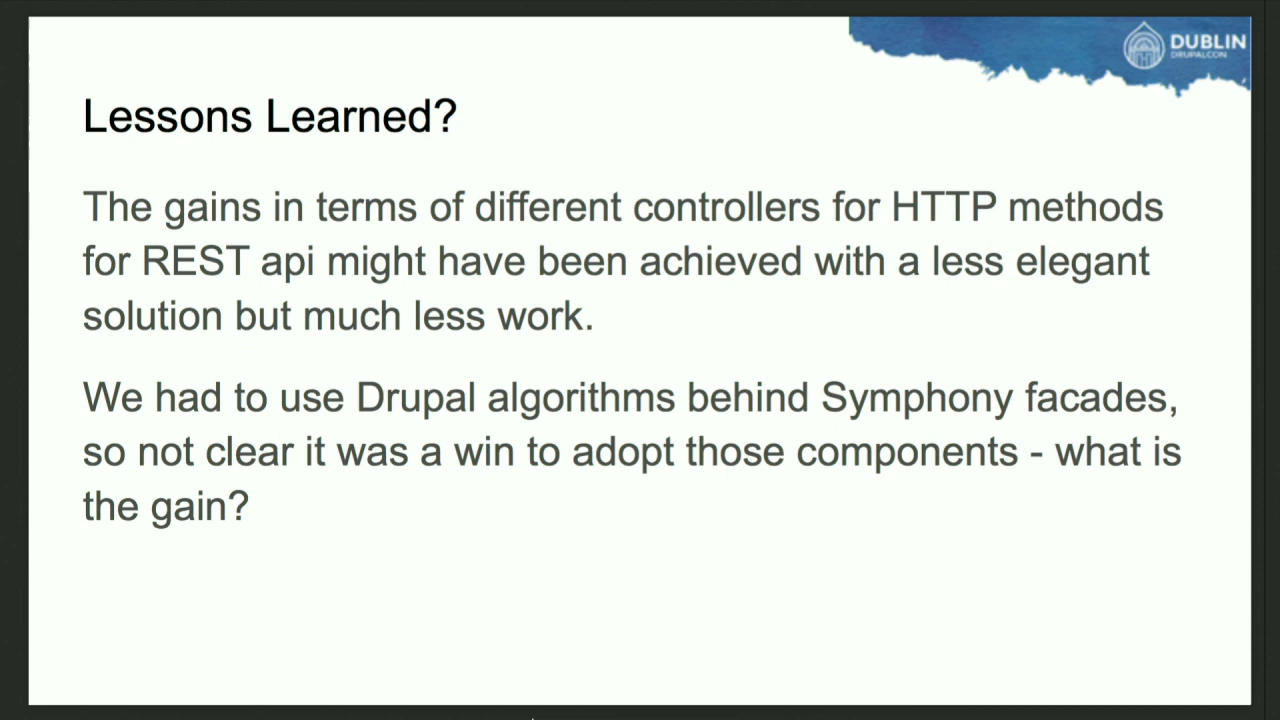 DUBLIN
DRUPALCON
Lessons Learned?
The gains in terms of different controllers for HTTP methods
for REST api might have been achieved with a less elegant
solution but much less work.
We had to use Drupal algorithms behind Symphony facades,
so not clear it was a win to adopt those components - what is
the gain?